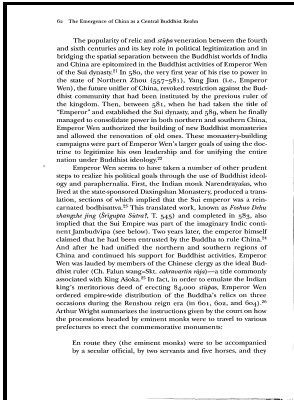 62 The Emergence of China as a Central Buddhist Realm
The popularity of relic and stūpa veneration between the fourth
and sixth centuries and its key role in political legitimization and in
bridging the spatial separation between the Buddhist worlds of India
and China are epitomized in the Buddhist activities of Emperor Wen
of the Sui dynasty.²¹ In 580, the very first year of his rise to power in
the state of Northern Zhou (557–581), Yang Jian (i.e., Emperor
Wen), the future unifier of China, revoked restriction against the Bud-
dhist community that had been instituted by the previous ruler of
the kingdom. Then, between 581, when he had taken the title of
"Emperor" and established the Sui dynasty, and 589, when he finally
managed to consolidate power in both northern and southern China,
Emperor Wen authorized the building of new Buddhist monasteries
and allowed the renovation of old ones. These monastery-building
campaigns were part of Emperor Wen's larger goals of using the doc-
trine to legitimize his own leadership and for unifying the entire
nation under Buddhist ideology.²²
Emperor Wen seems to have taken a number of other prudent
steps to realize his political goals through the use of Buddhist ideol-
ogy and paraphernalia. First, the Indian monk Narendrayaśas, who
lived at the state-sponsored Daxingshan Monastery, produced a trans-
lation, sections of which implied that the Sui emperor was a rein-
carnated bodhisattva.²³ This translated work, known as Foshuo Dehu
zhangzhe jing (Śrīgupta Sūtra?, T. 545) and completed in 583, also
implied that the Sui Empire was part of the imaginary Indic conti-
nent Jambudvīpa (see below). Two years later, the emperor himself
claimed that he had been entrusted by the Buddha to rule China.²⁴
And after he had unified the northern and southern regions of
China and continued his support for Buddhist activities, Emperor
Wen was lauded by members of the Chinese clergy as the ideal Bud-
dhist ruler (Ch. Falun wang=Skt. cakravartin rāja)—a title commonly
associated with King Aśoka.²⁵ In fact, in order to emulate the Indian
king's meritorious deed of erecting 84,000 stūpas, Emperor Wen
ordered empire-wide distribution of the Buddha's relics on three
occasions during the Renshou reign era (in 601, 602, and 604).²⁶
Arthur Wright summarizes the instructions given by the court on how
the processions headed by eminent monks were to travel to various
prefectures to erect the commemorative monuments:
En route they (the eminent monks) were to be accompanied
by a secular official, by two servants and five horses, and they